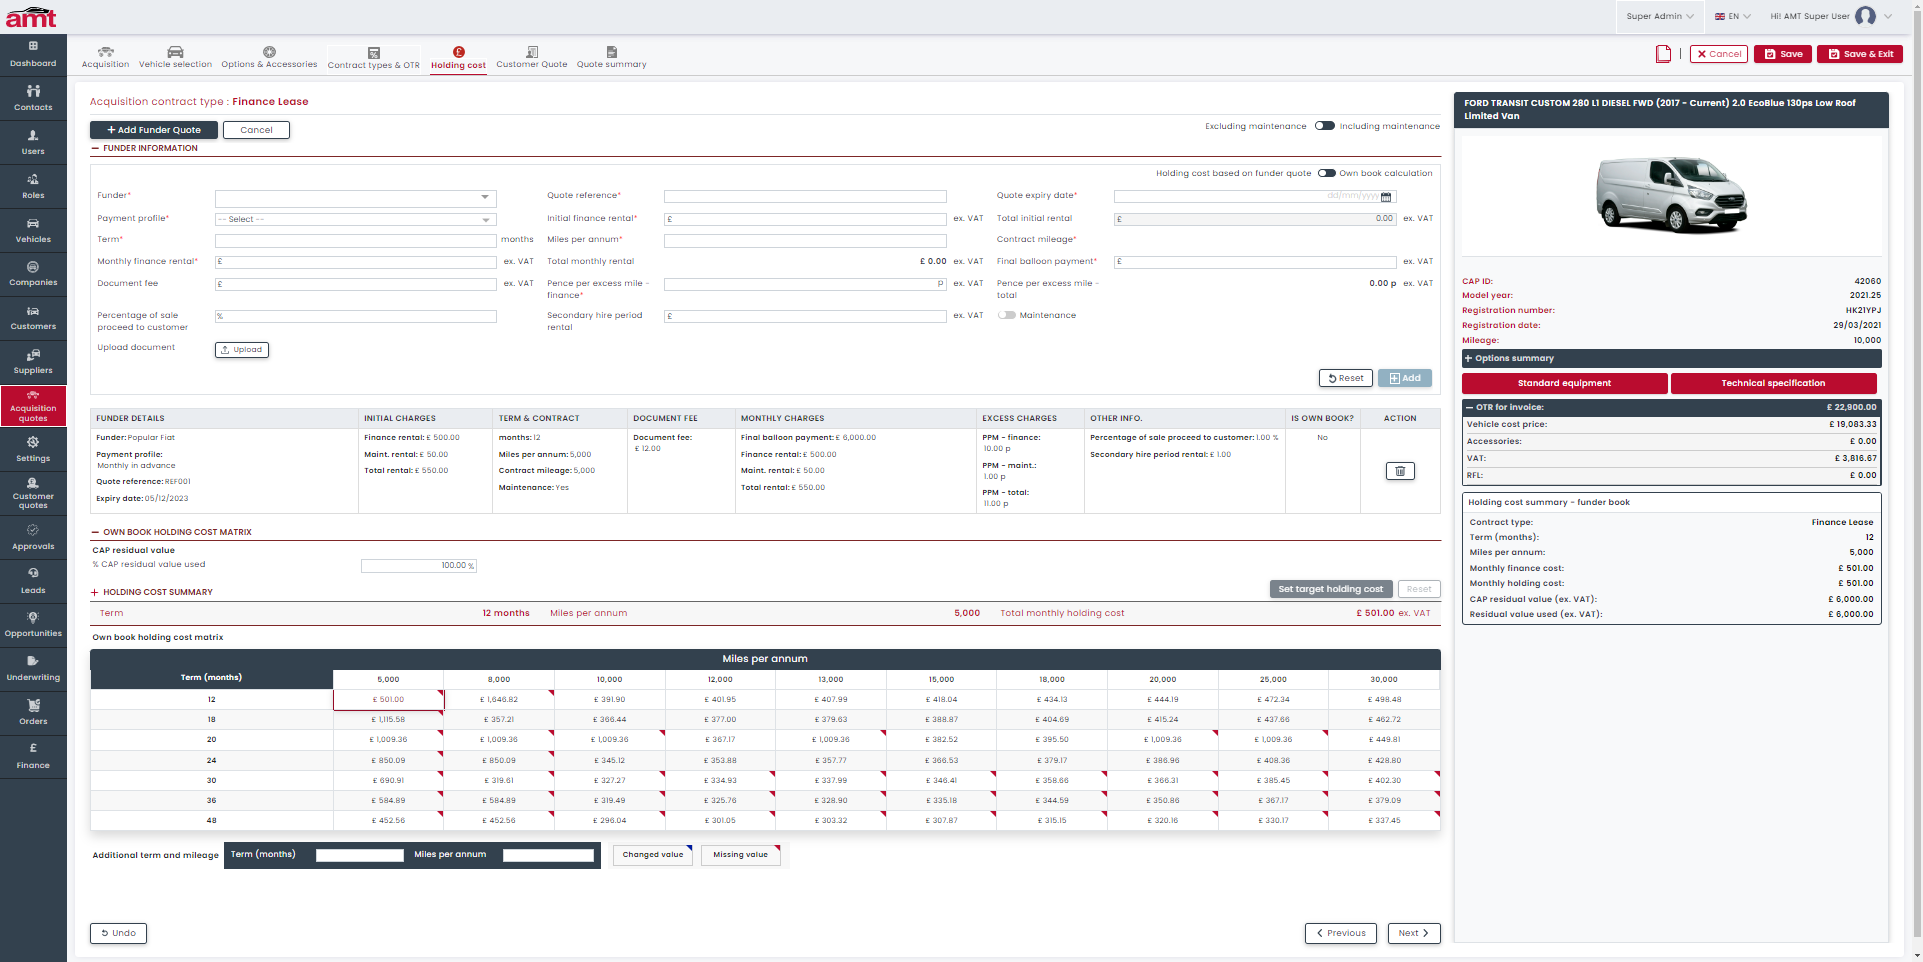 amt
Super Admin
EN
Hi! AMT Super User
Dashboard
Contacts
Users
Roles
Vehicles
Companies
Customers
Suppliers
Acquisition
quotes
Settings
Customer
quotes
Approvals
Leads
Opportunities
Underwriting
Orders
Finance
Acquisition
Vehicle selection
Options & Accessories
Contract types & OTR
Holding cost
Customer Quote
Quote summary
Cancel
Save
Save & Exit
Acquisition contract type : Finance Lease
+ Add Funder Quote
Cancel
Excluding maintenance
Including maintenance
FUNDER INFORMATION
Holding cost based on funder quote
Own book calculation
Funder*
Quote reference*
Quote expiry date* dd/mm/yyyy
Payment profile* -- Select --
Initial finance rental* £ ex. VAT
Total initial rental £ 0.00 ex. VAT
Term* months
Miles per annum*
Contract mileage*
Monthly finance rental* £ ex. VAT
Total monthly rental £ 0.00 ex. VAT
Final balloon payment* £ ex. VAT
Document fee £ ex. VAT
Pence per excess mile -
finance* p ex. VAT
Pence per excess mile -
total 0.00 p ex. VAT
Percentage of sale
proceed to customer %
Secondary hire period
rental £ ex. VAT
Maintenance
Upload document
Upload
Reset
Add
FUNDER DETAILS INITIAL CHARGES TERM & CONTRACT DOCUMENT FEE MONTHLY CHARGES EXCESS CHARGES OTHER INFO. IS OWN BOOK? ACTION
Funder: Popular Fiat
Payment profile:
Monthly in advance
Quote reference: REF001
Expiry date: 05/12/2023
Finance rental: £ 500.00
Maint. rental: £ 50.00
Total rental: £ 550.00
months: 12
Miles per annum: 5,000
Contract mileage: 5,000
Maintenance: Yes
Document fee:
£ 12.00
Final balloon payment: £ 6,000.00
Finance rental: £ 500.00
Maint. rental: £ 50.00
Total rental: £ 550.00
PPM - finance:
10.00 p
PPM - maint.:
1.00 p
PPM - total:
11.00 p
Percentage of sale proceed to customer: 1.00 %
Secondary hire period rental: £ 1.00
No
OWN BOOK HOLDING COST MATRIX
CAP residual value
% CAP residual value used 100.00 %
+ HOLDING COST SUMMARY
Set target holding cost
Reset
Term 12 months Miles per annum 5,000 Total monthly holding cost £ 501.00 ex. VAT
Own book holding cost matrix
Miles per annum
Term (months) 5,000 8,000 10,000 12,000 13,000 15,000 18,000 20,000 25,000 30,000
12 £ 501.00 £ 1,646.82 £ 391.90 £ 401.95 £ 407.99 £ 418.04 £ 434.13 £ 444.19 £ 472.34 £ 498.48
18 £ 1,115.58 £ 357.21 £ 366.44 £ 377.00 £ 379.63 £ 388.87 £ 404.69 £ 415.24 £ 437.66 £ 462.72
20 £ 1,009.36 £ 1,009.36 £ 1,009.36 £ 367.17 £ 1,009.36 £ 382.52 £ 395.50 £ 1,009.36 £ 1,009.36 £ 449.81
24 £ 850.09 £ 850.09 £ 345.12 £ 353.88 £ 357.77 £ 366.53 £ 379.17 £ 386.96 £ 408.36 £ 428.80
30 £ 690.91 £ 319.61 £ 327.27 £ 334.93 £ 337.99 £ 346.41 £ 358.66 £ 366.31 £ 385.45 £ 402.30
36 £ 584.89 £ 584.89 £ 319.49 £ 325.76 £ 328.90 £ 335.18 £ 344.59 £ 350.86 £ 367.17 £ 379.09
48 £ 452.56 £ 452.56 £ 296.04 £ 301.05 £ 303.32 £ 307.87 £ 315.15 £ 320.16 £ 330.17 £ 337.45
Additional term and mileage Term (months) Miles per annum Changed value Missing value
Undo
Previous
Next
FORD TRANSIT CUSTOM 280 L1 DIESEL FWD (2017 - Current) 2.0 EcoBlue 130ps Low Roof
Limited Van
CAP ID: 42060
Model year: 2021.25
Registration number: HK21YPJ
Registration date: 29/03/2021
Mileage: 10,000
+ Options summary
Standard equipment
Technical specification
OTR for invoice: £ 22,900.00
Vehicle cost price: £ 19,083.33
Accessories: £ 0.00
VAT: £ 3,816.67
RFL: £ 0.00
Holding cost summary - funder book
Contract type: Finance Lease
Term (months): 12
Miles per annum: 5,000
Monthly finance cost: £ 501.00
Monthly holding cost: £ 501.00
CAP residual value (ex. VAT): £ 6,000.00
Residual value used (ex. VAT): £ 6,000.00